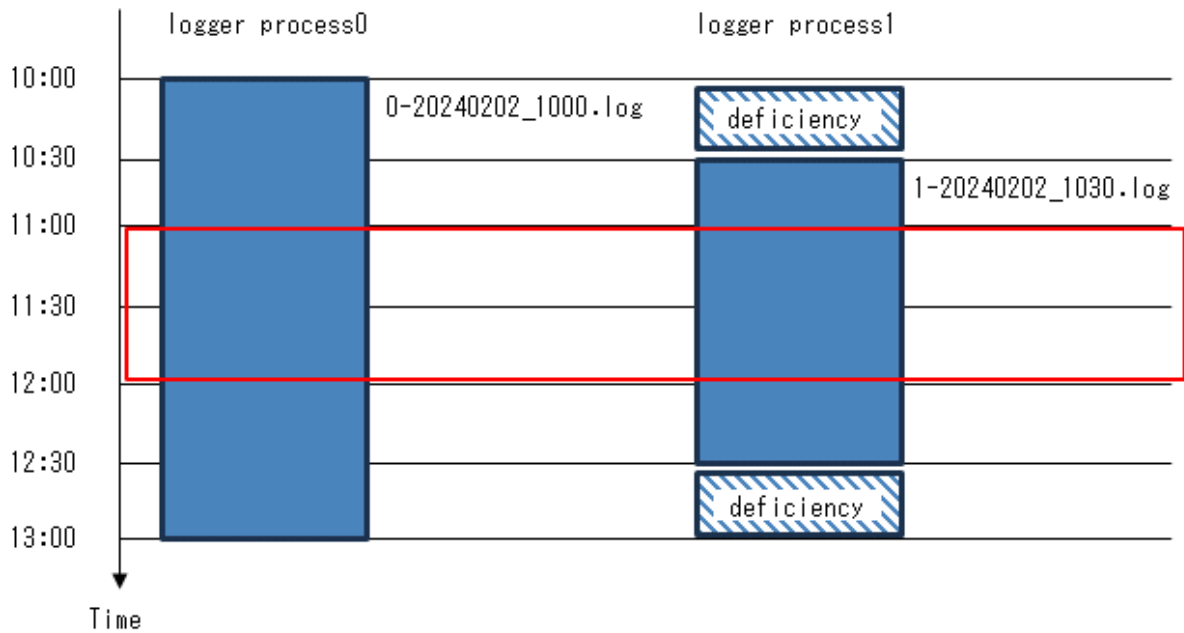 logger process0
logger process1
10:00
0-20240202_1000.log
deficiency
10:30
1-20240202_1030.log
11:00
11:30
12:00
12:30
deficiency
13:00
Time